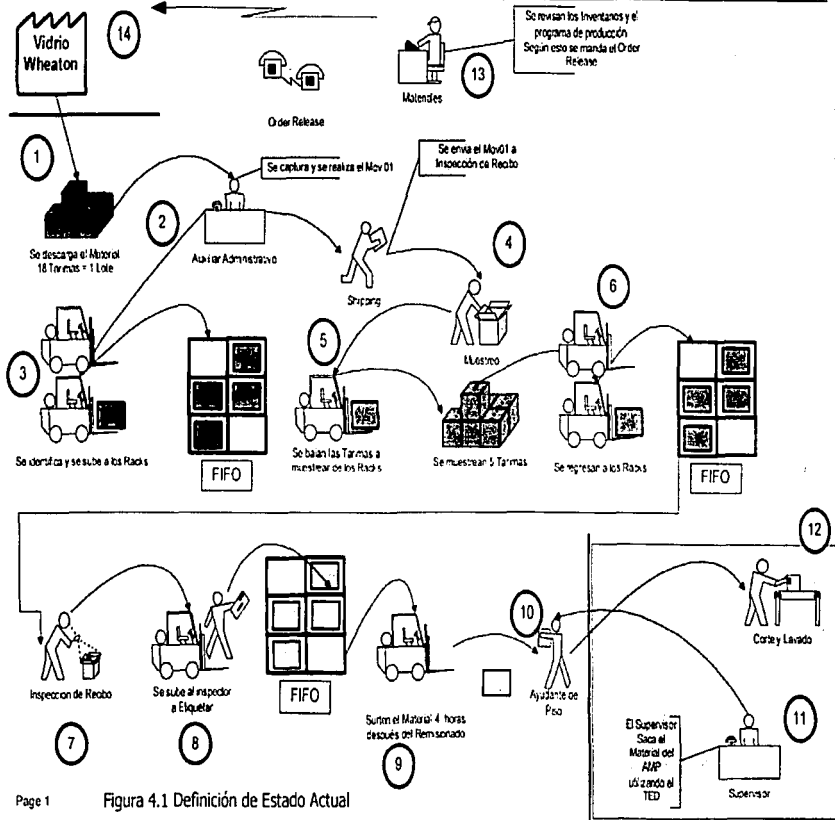 Vidrio
Wheaton
14
Order Release
Materiales
13
Se revisan los Inventarios y el
programa de producción
Según esto se manda el Order
Release
1
Se descarga el Material
18 Tarimas = 1 Lote
2
Se captura y se realiza el Mov 01
Auxiliar Administrativo
Se envia el Mov01 a
Inspección de Recibo
Shipping
4
Muestreo
3
Se identifica y se sube a los Racks
FIFO
5
Se bajan las Tarimas a
muestrear de los Racks
Se muestrean 5 Tarimas
6
Se regresan a los Racks
FIFO
Inspeccion de Recibo
7
Se sube al inspector
a Etiquetar
8
FIFO
Surten el Material 4 horas
después del Remisionado
9
10
Ayudante de
Piso
12
Corte y Lavado
11
El Supervisor
Saca el
Material del
AMP
utilizando el
TED
Supervisor
Page 1
Figura 4.1 Definición de Estado Actual